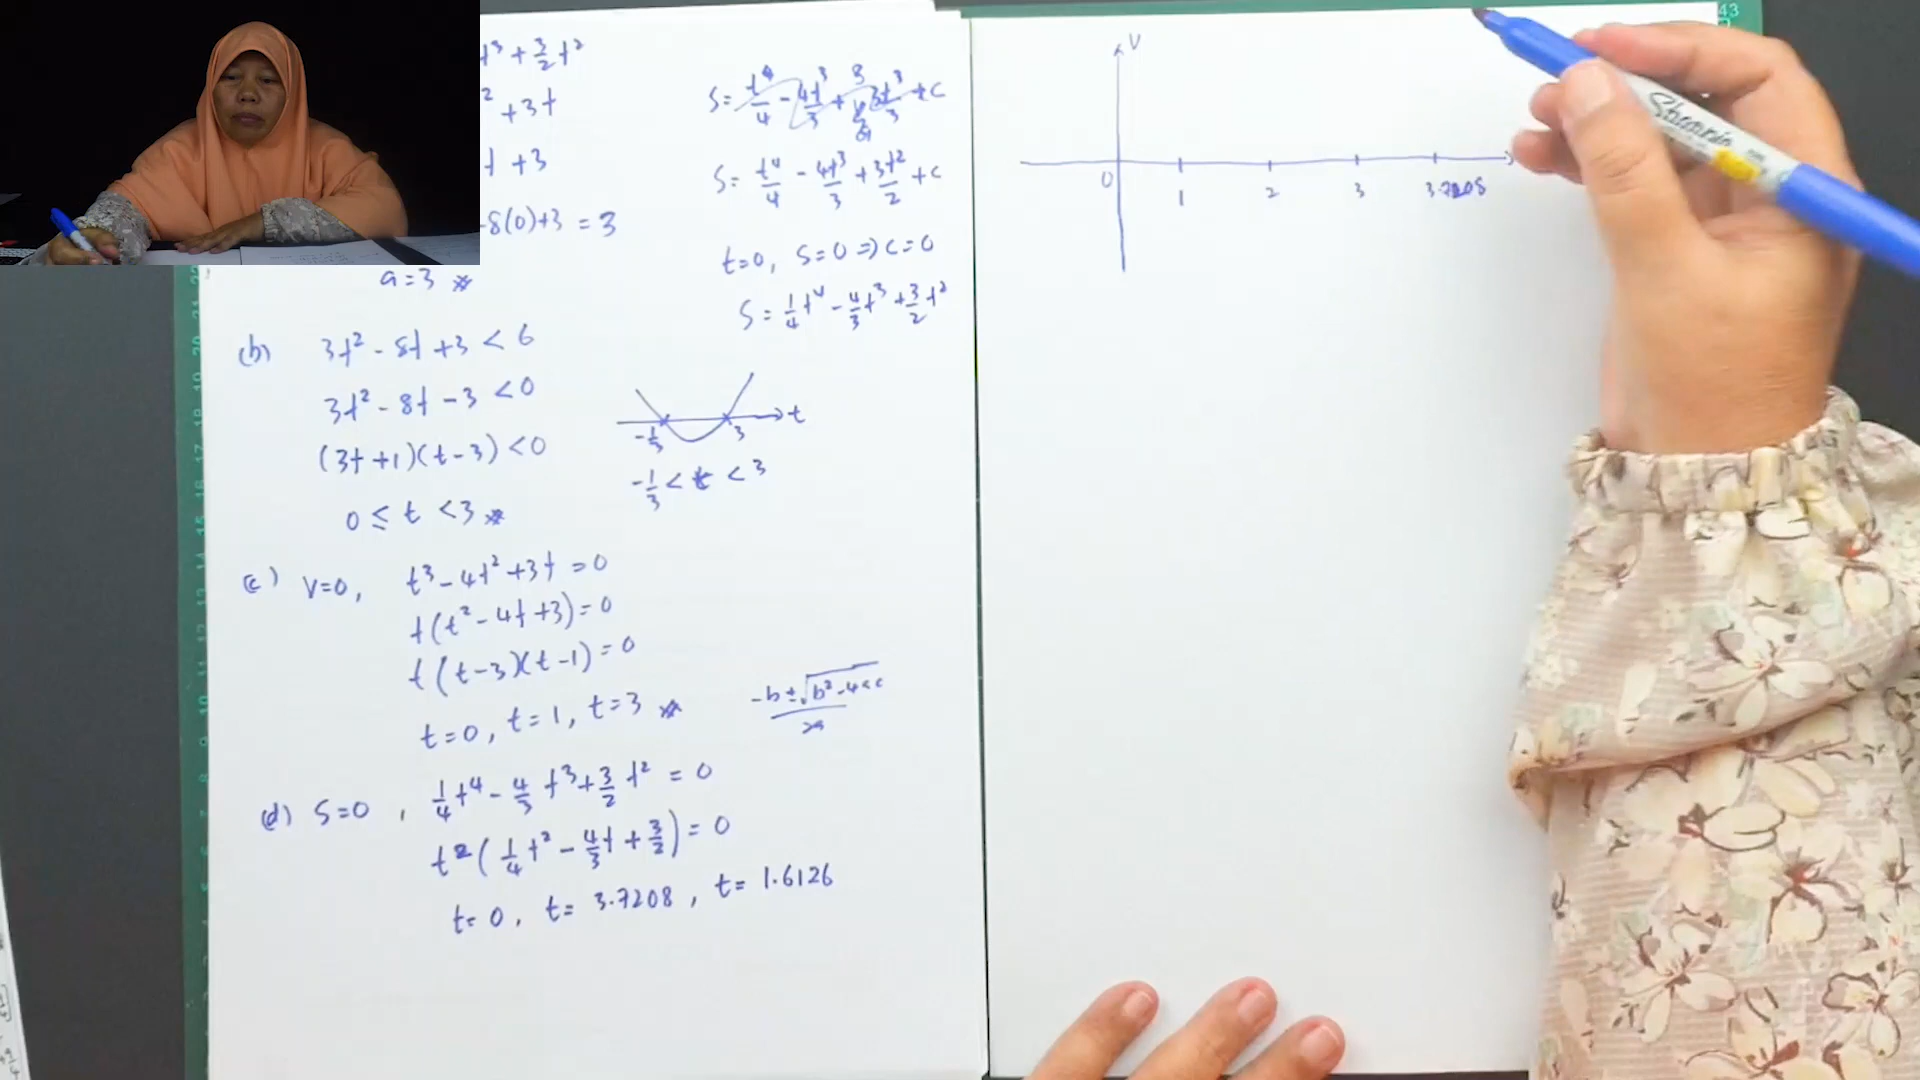 t³ + 3/2 t²
² + 3t
t + 3
-8(0)+3 = 3
a = 3
S = t⁴/4 - 4t³/3 + 3t²/2 + c
t=0, S=0 => c=0
S = 1/4 t⁴ - 4/3 t³ + 3/2 t²
(b) 3t² - 8t + 3 < 6
3t² - 8t - 3 < 0
(3t + 1)(t - 3) < 0
0 ≤ t < 3
-1/3 3 t
-1/3 < t < 3
(c) V=0, t³ - 4t² + 3t = 0
t(t² - 4t + 3) = 0
t(t-3)(t-1) = 0
t=0, t=1, t=3
-b ± √b² - 4ac
(d) S=0, 1/4 t⁴ - 4/3 t³ + 3/2 t² = 0
t²(1/4 t² - 4/3 t + 3/2) = 0
t= 0, t= 3.7208, t= 1.6126
V
0 1 2 3 3.7208
Sharpie
43